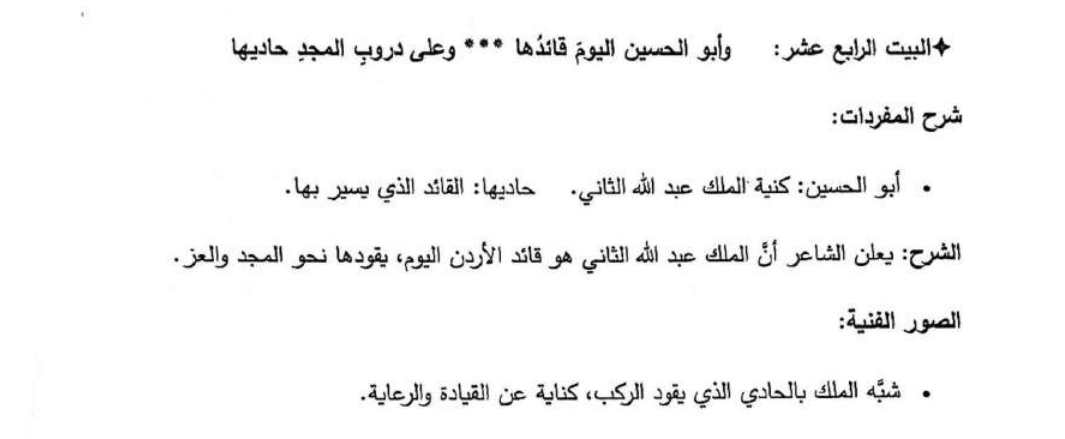 ✦البيت الرابع عشر: وأبو الحسين اليومَ قائدُها *** وعلى دروبِ المجدِ حاديها
شرح المفردات:
• أبو الحسين: كنية الملك عبد الله الثاني. حاديها: القائد الذي يسير بها.
الشرح: يعلن الشاعر أنَّ الملك عبد الله الثاني هو قائد الأردن اليوم، يقودها نحو المجد والعز.
الصور الفنية:
• شبَّه الملك بالحادي الذي يقود الركب، كناية عن القيادة والرعاية.